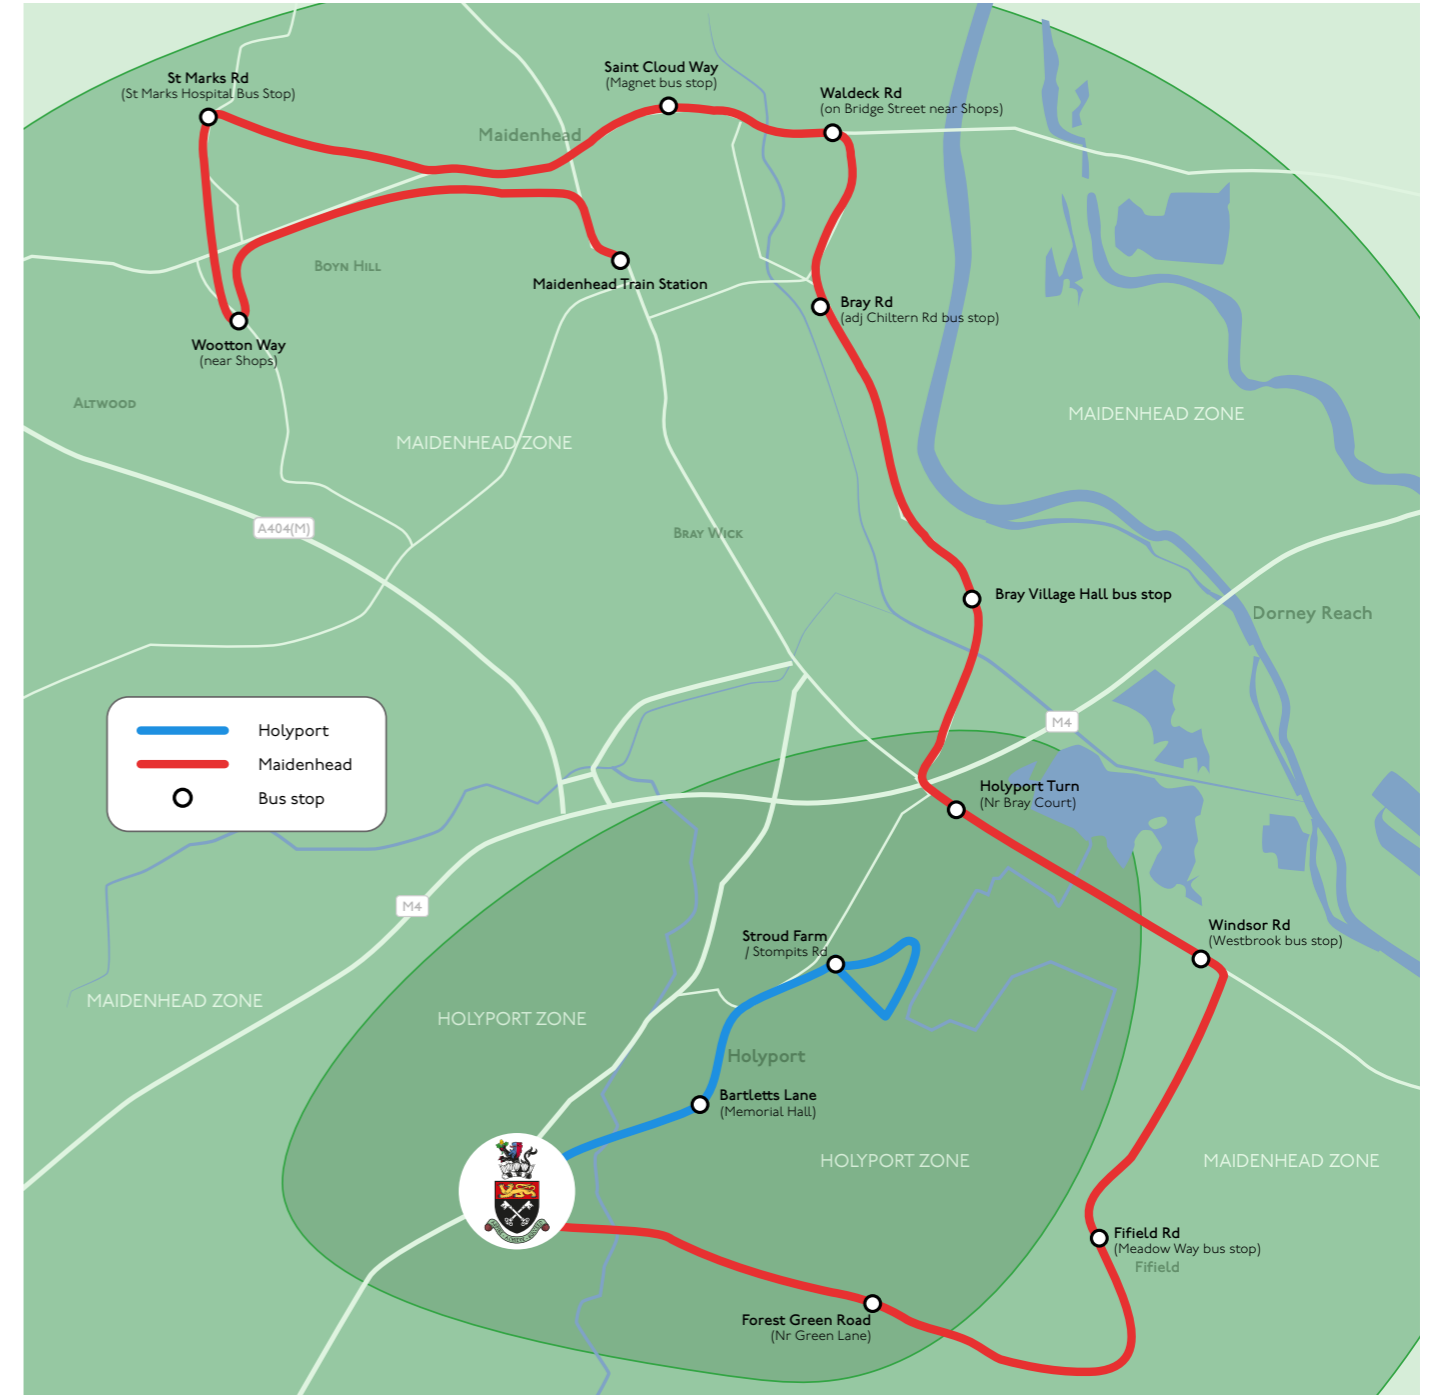 St Marks Rd
(St Marks Hospital Bus Stop)
Saint Cloud Way
(Magnet bus stop)
Waldeck Rd
(on Bridge Street near Shops)
Maidenhead
Boyn Hill
Maidenhead Train Station
Bray Rd
(adj Chiltern Rd bus stop)
Wootton Way
(near Shops)
Altwood
MAIDENHEAD ZONE
MAIDENHEAD ZONE
A404(M)
Bray Wick
Bray Village Hall bus stop
Dorney Reach
M4
Holyport
Maidenhead
Bus stop
Holyport Turn
(Nr Bray Court)
M4
Stroud Farm
/ Stompits Rd
Windsor Rd
(Westbrook bus stop)
MAIDENHEAD ZONE
HOLYPORT ZONE
Holyport
Bartletts Lane
(Memorial Hall)
HOLYPORT ZONE
MAIDENHEAD ZONE
Fifield Rd
(Meadow Way bus stop)
Fifield
Forest Green Road
(Nr Green Lane)